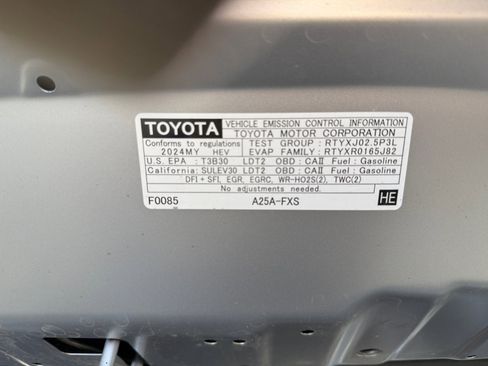 TOYOTA VEHICLE EMISSION CONTROL INFORMATION
TOYOTA MOTOR CORPORATION
Conforms to regulations TEST GROUP : RTYXJ02.5P3L
2024MY HEV EVAP FAMILY : RTYXR0165J82
U.S. EPA : T3B30 LDT2 OBD : CAII Fuel : Gasoline
California : SULEV30 LDT2 OBD : CAII Fuel : Gasoline
DFI + SFI, EGR, EGRC, WR-HO2S(2), TWC(2)
No adjustments needed.
F0085 A25A-FXS HE